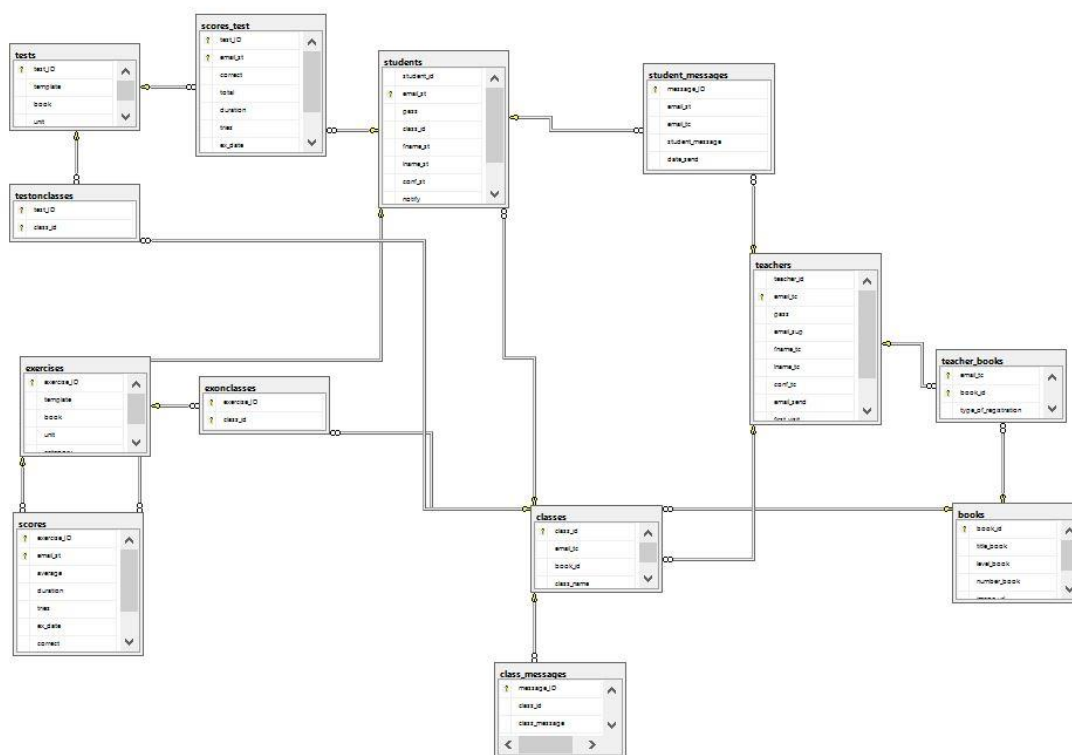 tests
test_ID
template
book
unit
scores_test
test_ID
email_st
correct
total
duration
tries
ex_date
students
student_id
email_st
pass
class_id
fname_st
lname_st
conf_st
notify
student_messages
message_ID
email_st
email_tc
student_message
date_send
testonclasses
test_ID
class_id
teachers
teacher_id
email_tc
pass
email_sup
fname_tc
lname_tc
conf_tc
email_send
teacher_books
email_tc
book_id
type_of_registration
exercises
exercise_ID
template
book
unit
exonclasses
exercise_ID
class_id
scores
exercise_ID
email_st
average
duration
tries
ex_date
correct
classes
class_id
email_tc
book_id
class_name
books
book_id
title_book
level_book
number_book
class_messages
message_ID
class_id
class_message